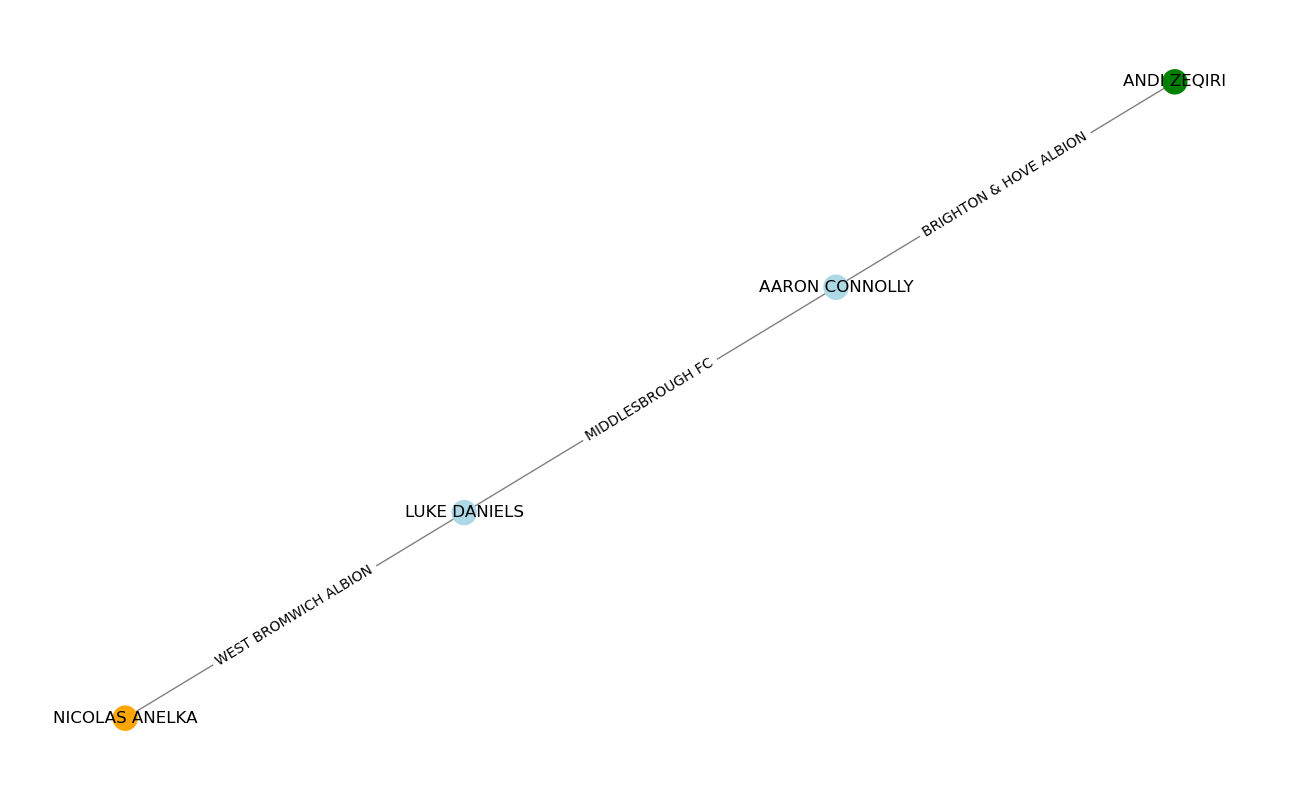 ANDI ZEQIRI
BRIGHTON & HOVE ALBION
AARON CONNOLLY
MIDDLESBROUGH FC
LUKE DANIELS
WEST BROMWICH ALBION
NICOLAS ANELKA